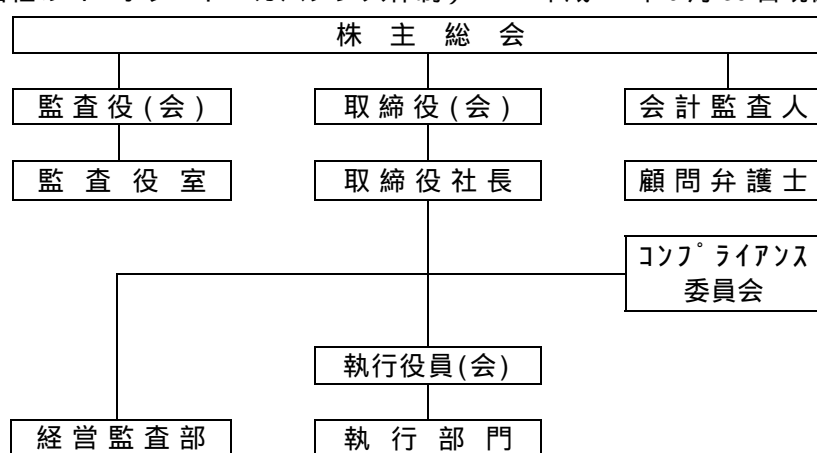 株主総会
監査役(会) 取締役(会) 会計監査人
監査役室 取締役社長 顧問弁護士
コンプライアンス
委員会
執行役員(会)
経営監査部 執行部門